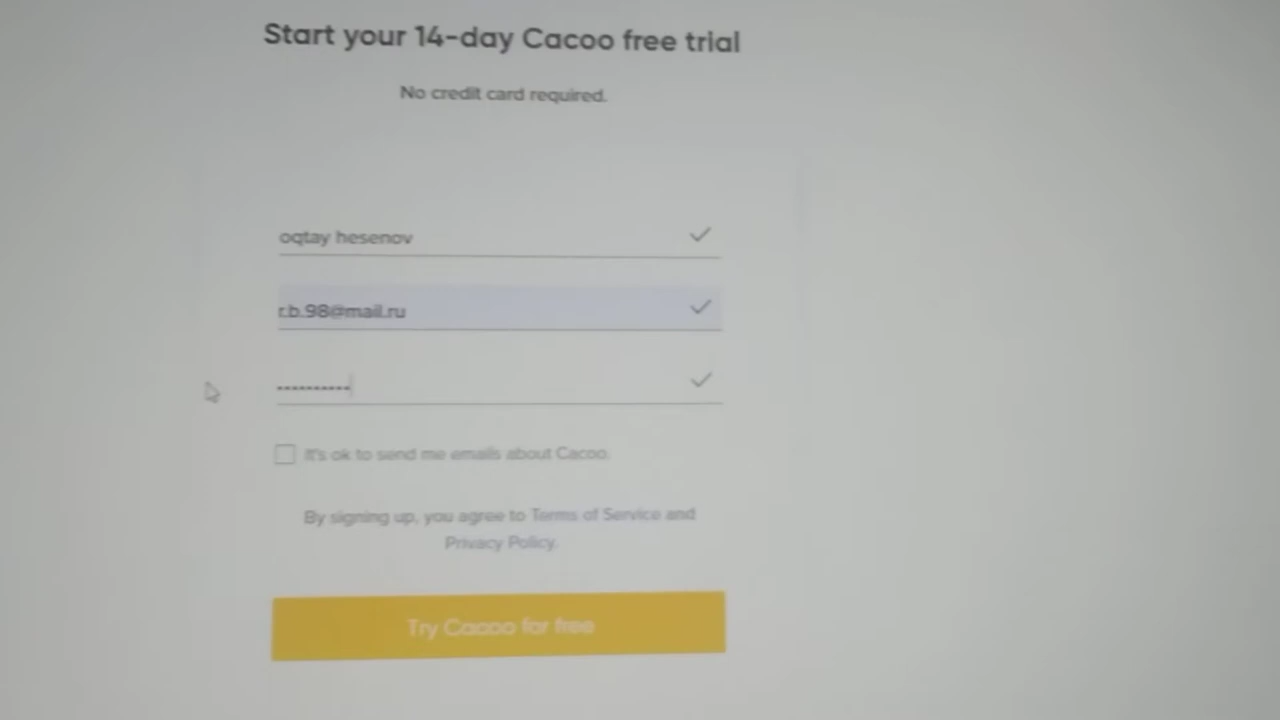 Start your 14-day Cacoo free trial
No credit card required.
oqtay hesenov
r.b.98@mail.ru
It's ok to send me emails about Cacoo.
By signing up, you agree to Terms of Service and
Privacy Policy.
Try Cacoo for free